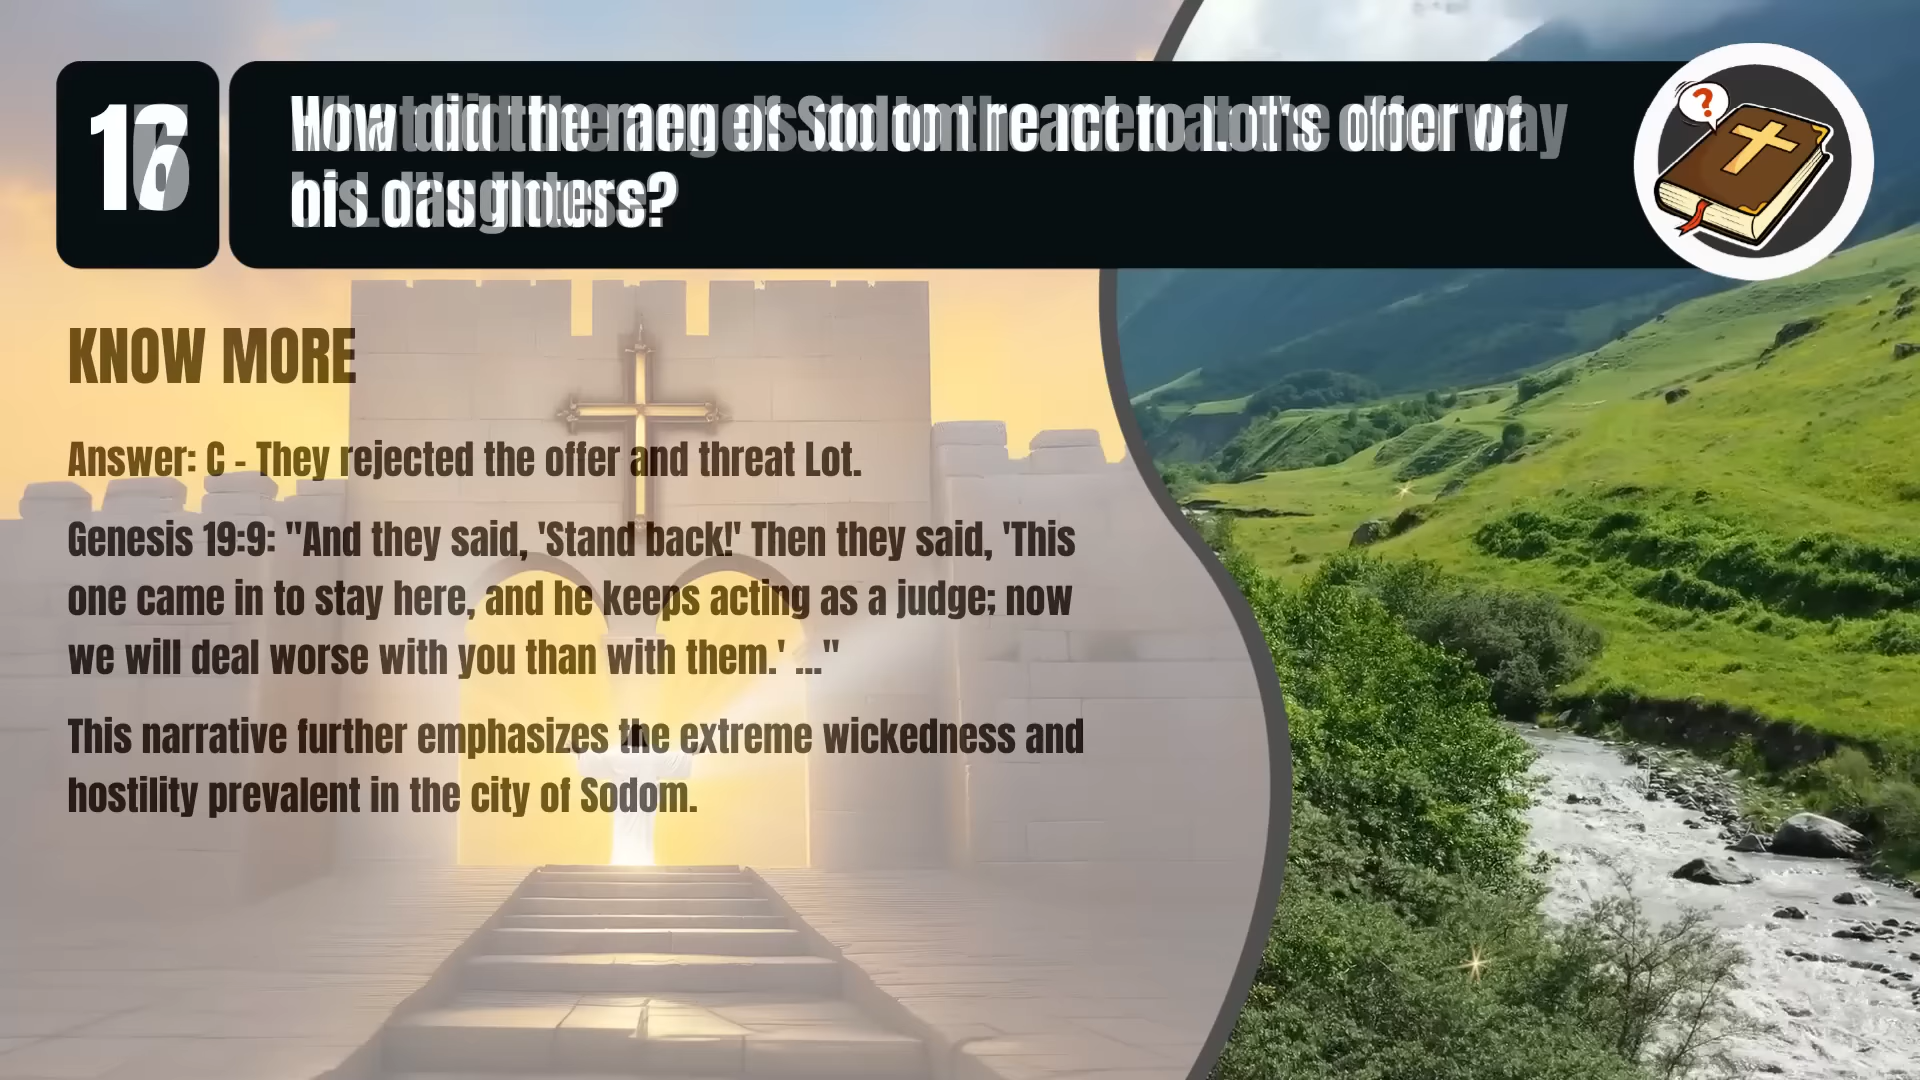 How did the men of Sodom react to Lot's offer of
his daughters?
KNOW MORE
Answer: C - They rejected the offer and threat Lot.
Genesis 19:9: "And they said, 'Stand back!' Then they said, 'This
one came in to stay here, and he keeps acting as a judge; now
we will deal worse with you than with them.' ..."
This narrative further emphasizes the extreme wickedness and
hostility prevalent in the city of Sodom.